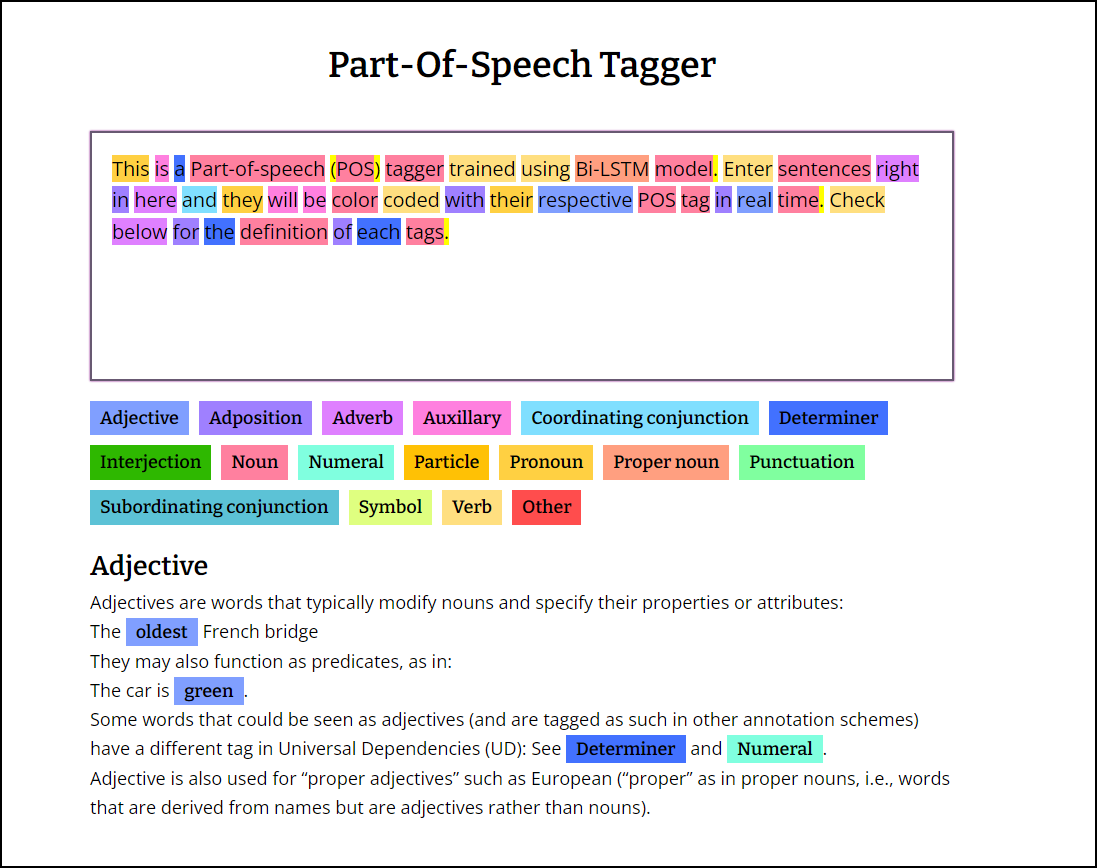 Part-Of-Speech Tagger
This is a Part-of-speech (POS) tagger trained using Bi-LSTM model. Enter sentences right
in here and they will be color coded with their respective POS tag in real time. Check
below for the definition of each tags.
Adjective Adposition Adverb Auxillary Coordinating conjunction Determiner
Interjection Noun Numeral Particle Pronoun Proper noun Punctuation
Subordinating conjunction Symbol Verb Other
Adjective
Adjectives are words that typically modify nouns and specify their properties or attributes:
The oldest French bridge
They may also function as predicates, as in:
The car is green.
Some words that could be seen as adjectives (and are tagged as such in other annotation schemes)
have a different tag in Universal Dependencies (UD): See Determiner and Numeral.
Adjective is also used for “proper adjectives” such as European (“proper” as in proper nouns, i.e., words
that are derived from names but are adjectives rather than nouns).